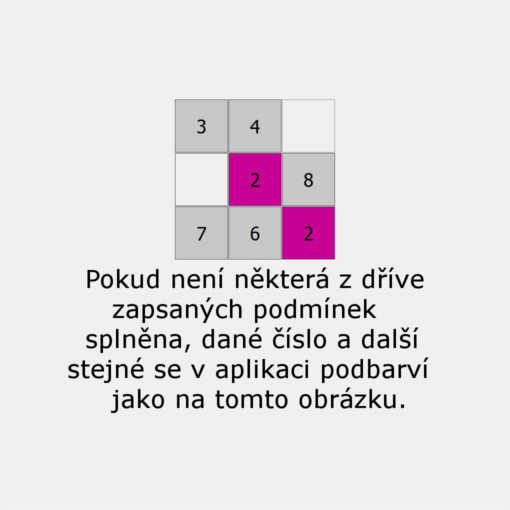 3 4
2 8
7 6 2
Pokud není některá z dříve
zapsaných podmínek
splněna, dané číslo a další
stejné se v aplikaci podbarví
jako na tomto obrázku.